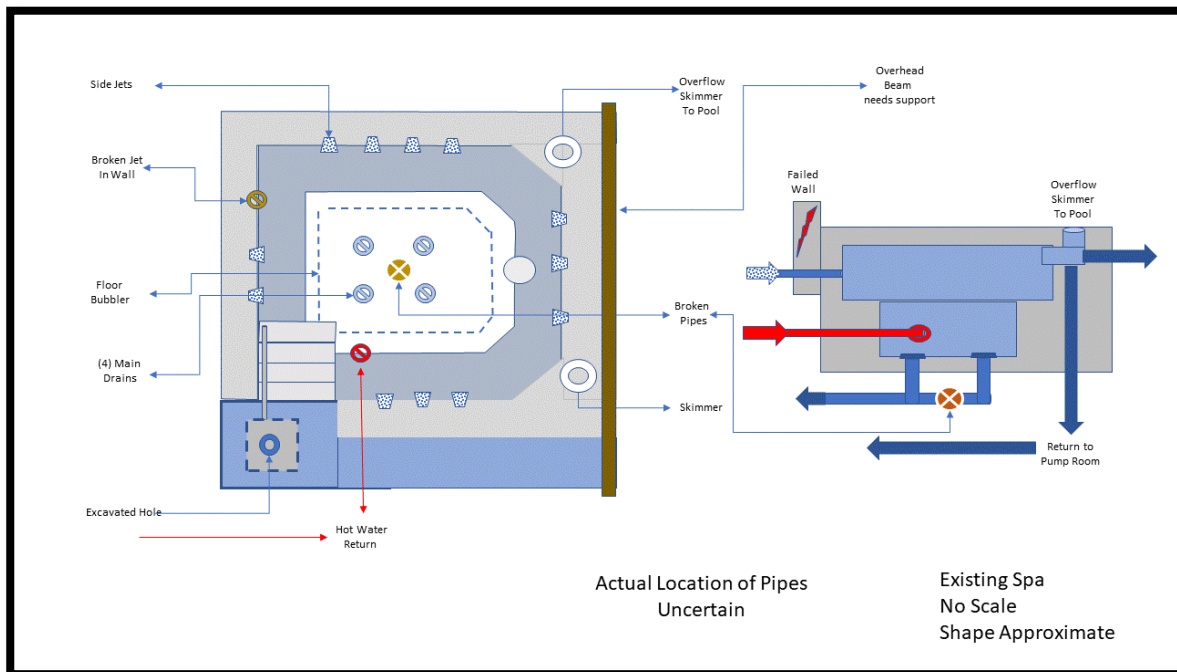 Side Jets
Overflow
Skimmer
To Pool
Overhead
Beam
needs support
Broken Jet
In Wall
Failed
Wall
Overflow
Skimmer
To Pool
Floor
Bubbler
Broken
Pipes
(4) Main
Drains
Skimmer
Return to
Pump Room
Excavated Hole
Hot Water
Return
Actual Location of Pipes
Uncertain
Existing Spa
No Scale
Shape Approximate